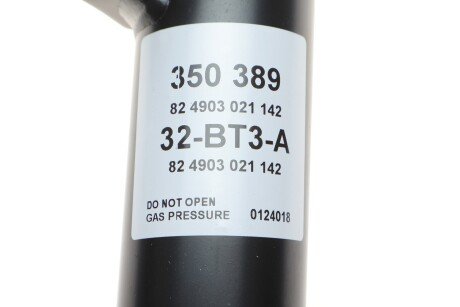 350 389
82 4903 021 142
32-BT3-A
82 4903 021 142
DO NOT OPEN
GAS PRESSURE 0124018